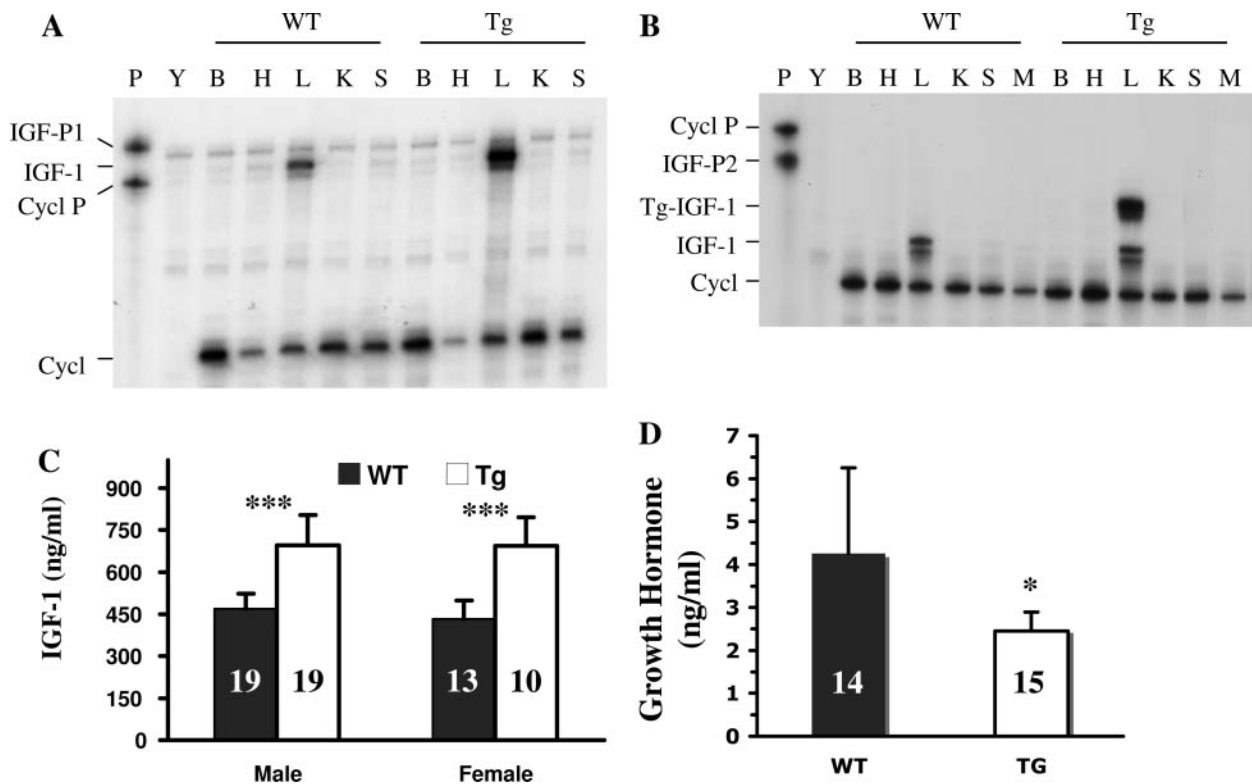 A
WT Tg
P Y B H L K S B H L K S
IGF-P1
IGF-1
Cycl P
Cycl
B
WT Tg
P Y B H L K S M B H L K S M
Cycl P
IGF-P2
Tg-IGF-1
IGF-1
Cycl
C
WT Tg
IGF-1 (ng/ml)
900
750
600
450
300
150
0
*** ***
19 19 13 10
Male Female
D
Growth Hormone
(ng/ml)
7
6
5
4
3
2
1
0
*
14 15
WT TG